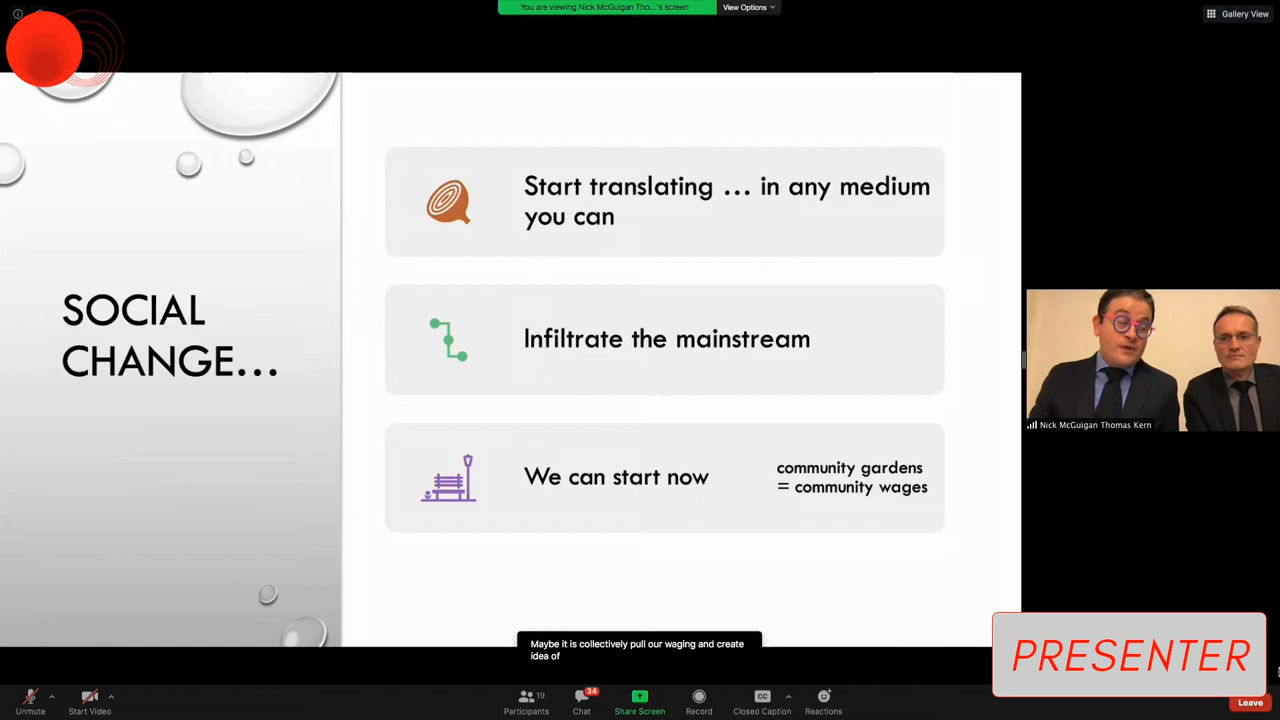 You are viewing Nick McGuigan Tho...'s screen
View Options
Gallery View
SOCIAL
CHANGE...
Start translating ... in any medium
you can
Infiltrate the mainstream
We can start now
community gardens
= community wages
Nick McGuigan Thomas Kern
Maybe it is collectively pull our waging and create
idea of
PRESENTER
Unmute
Start Video
Participants
19
Chat
34
Share Screen
Record
CC
Closed Caption
Reactions
Leave